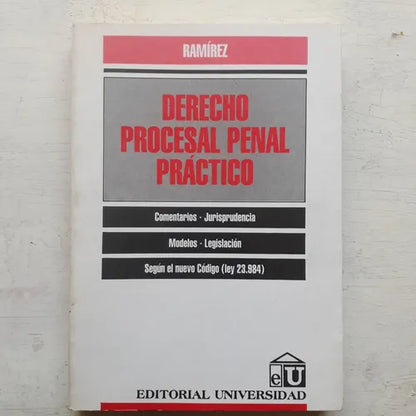 RAMÍREZ
DERECHO
PROCESAL PENAL
PRÁCTICO
Comentarios - Jurisprudencia
Modelos - Legislación
Según el nuevo Código (ley 23.984)
eU
EDITORIAL UNIVERSIDAD